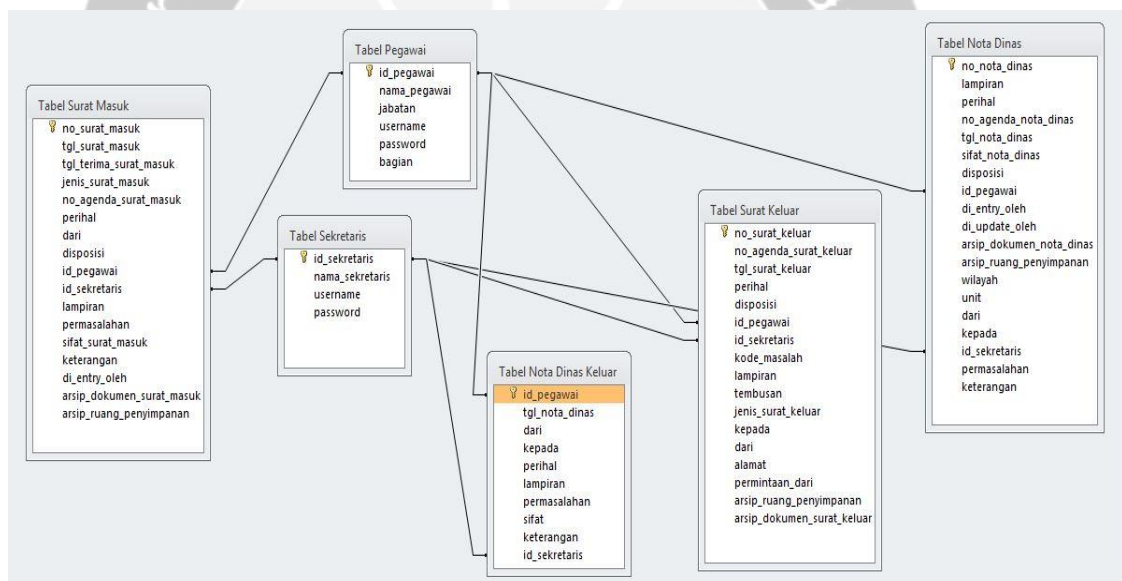 Tabel Surat Masuk
no_surat_masuk
tgl_surat_masuk
tgl_terima_surat_masuk
jenis_surat_masuk
no_agenda_surat_masuk
perihal
dari
disposisi
id_pegawai
id_sekretaris
lampiran
permasalahan
sifat_surat_masuk
keterangan
di_entry_oleh
arsip_dokumen_surat_masuk
arsip_ruang_penyimpanan
Tabel Pegawai
id_pegawai
nama_pegawai
jabatan
username
password
bagian
Tabel Sekretaris
id_sekretaris
nama_sekretaris
username
password
Tabel Nota Dinas Keluar
id_pegawai
tgl_nota_dinas
dari
kepada
perihal
lampiran
permasalahan
sifat
keterangan
id_sekretaris
Tabel Surat Keluar
no_surat_keluar
no_agenda_surat_keluar
tgl_surat_keluar
perihal
disposisi
id_pegawai
id_sekretaris
kode_masalah
lampiran
tembusan
jenis_surat_keluar
kepada
dari
alamat
permintaan_dari
arsip_ruang_penyimpanan
arsip_dokumen_surat_keluar
Tabel Nota Dinas
no_nota_dinas
lampiran
perihal
no_agenda_nota_dinas
tgl_nota_dinas
sifat_nota_dinas
disposisi
id_pegawai
di_entry_oleh
di_update_oleh
arsip_dokumen_nota_dinas
arsip_ruang_penyimpanan
wilayah
unit
dari
kepada
id_sekretaris
permasalahan
keterangan